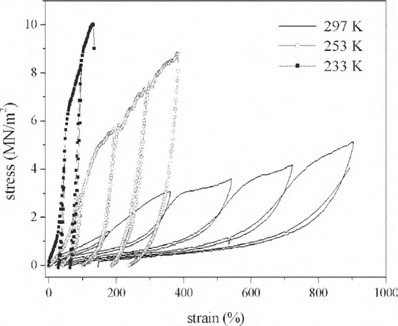 297 K
253 K
233 K
stress (MN/m²)
10
8
6
4
2
0
0 200 400 600 800 1000
strain (%)